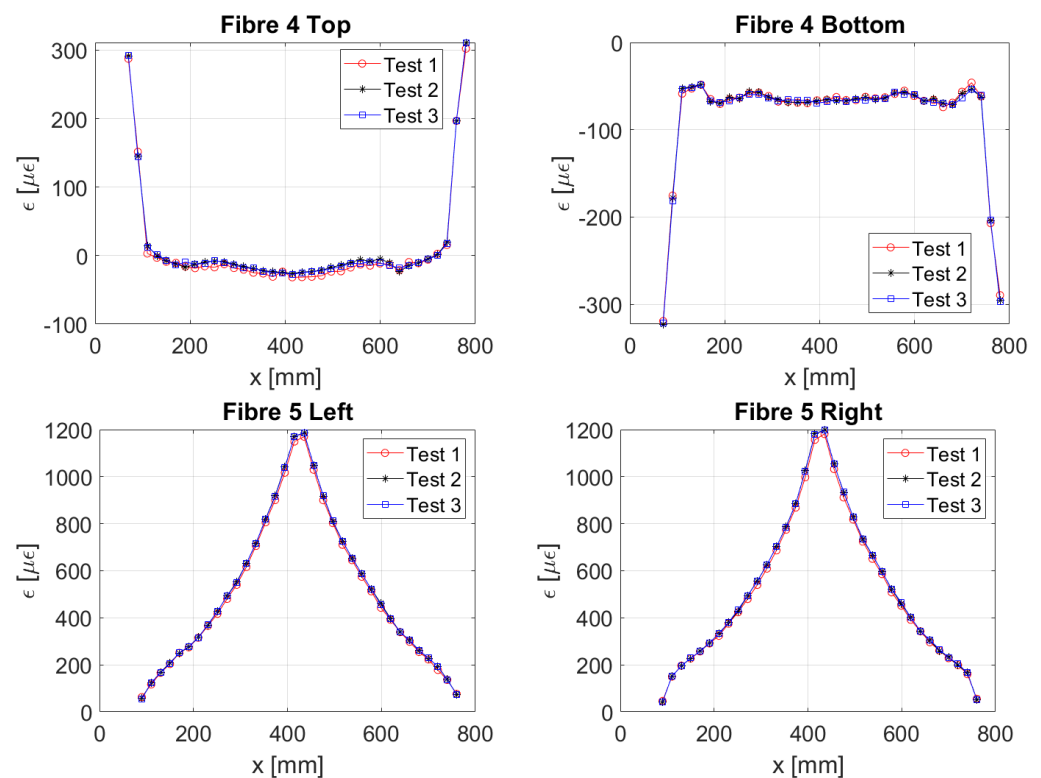 Fibre 4 Top
300
200
100
0
-100
0 200 400 600 800
ϵ [μϵ]
x [mm]
Test 1
Test 2
Test 3
Fibre 4 Bottom
0
-100
-200
-300
0 200 400 600 800
ϵ [μϵ]
x [mm]
Test 1
Test 2
Test 3
Fibre 5 Left
1200
1000
800
600
400
200
0
0 200 400 600 800
ϵ [μϵ]
x [mm]
Test 1
Test 2
Test 3
Fibre 5 Right
1200
1000
800
600
400
200
0
0 200 400 600 800
ϵ [μϵ]
x [mm]
Test 1
Test 2
Test 3